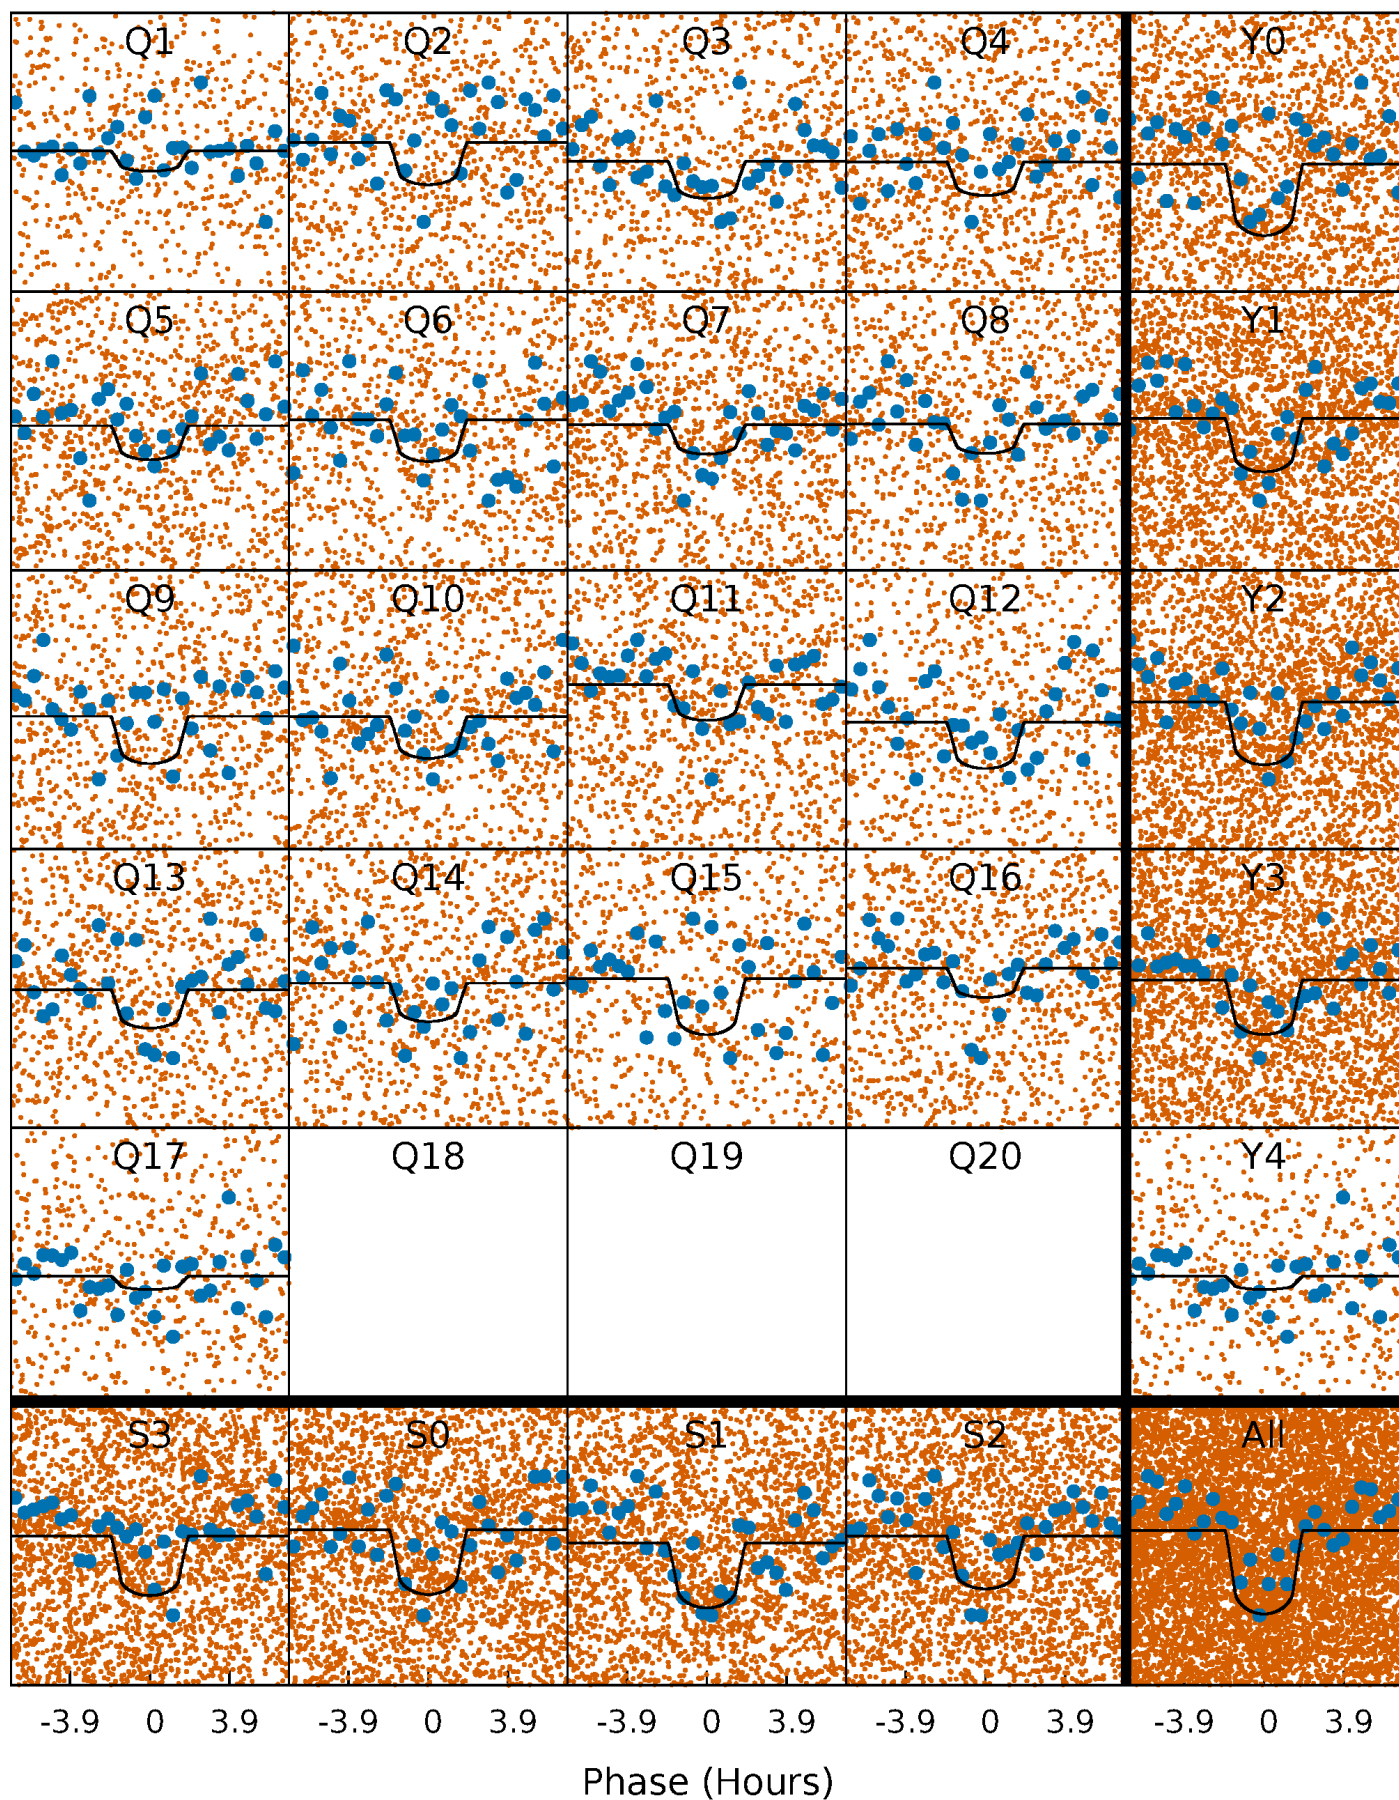 Q1 Q2 Q3 Q4 Y0
Q5 Q6 Q7 Q8 Y1
Q9 Q10 Q11 Q12 Y2
Q13 Q14 Q15 Q16 Y3
Q17 Q18 Q19 Q20 Y4
S3 S0 S1 S2 All
-3.9 0 3.9 -3.9 0 3.9 -3.9 0 3.9 -3.9 0 3.9 -3.9 0 3.9
Phase (Hours)